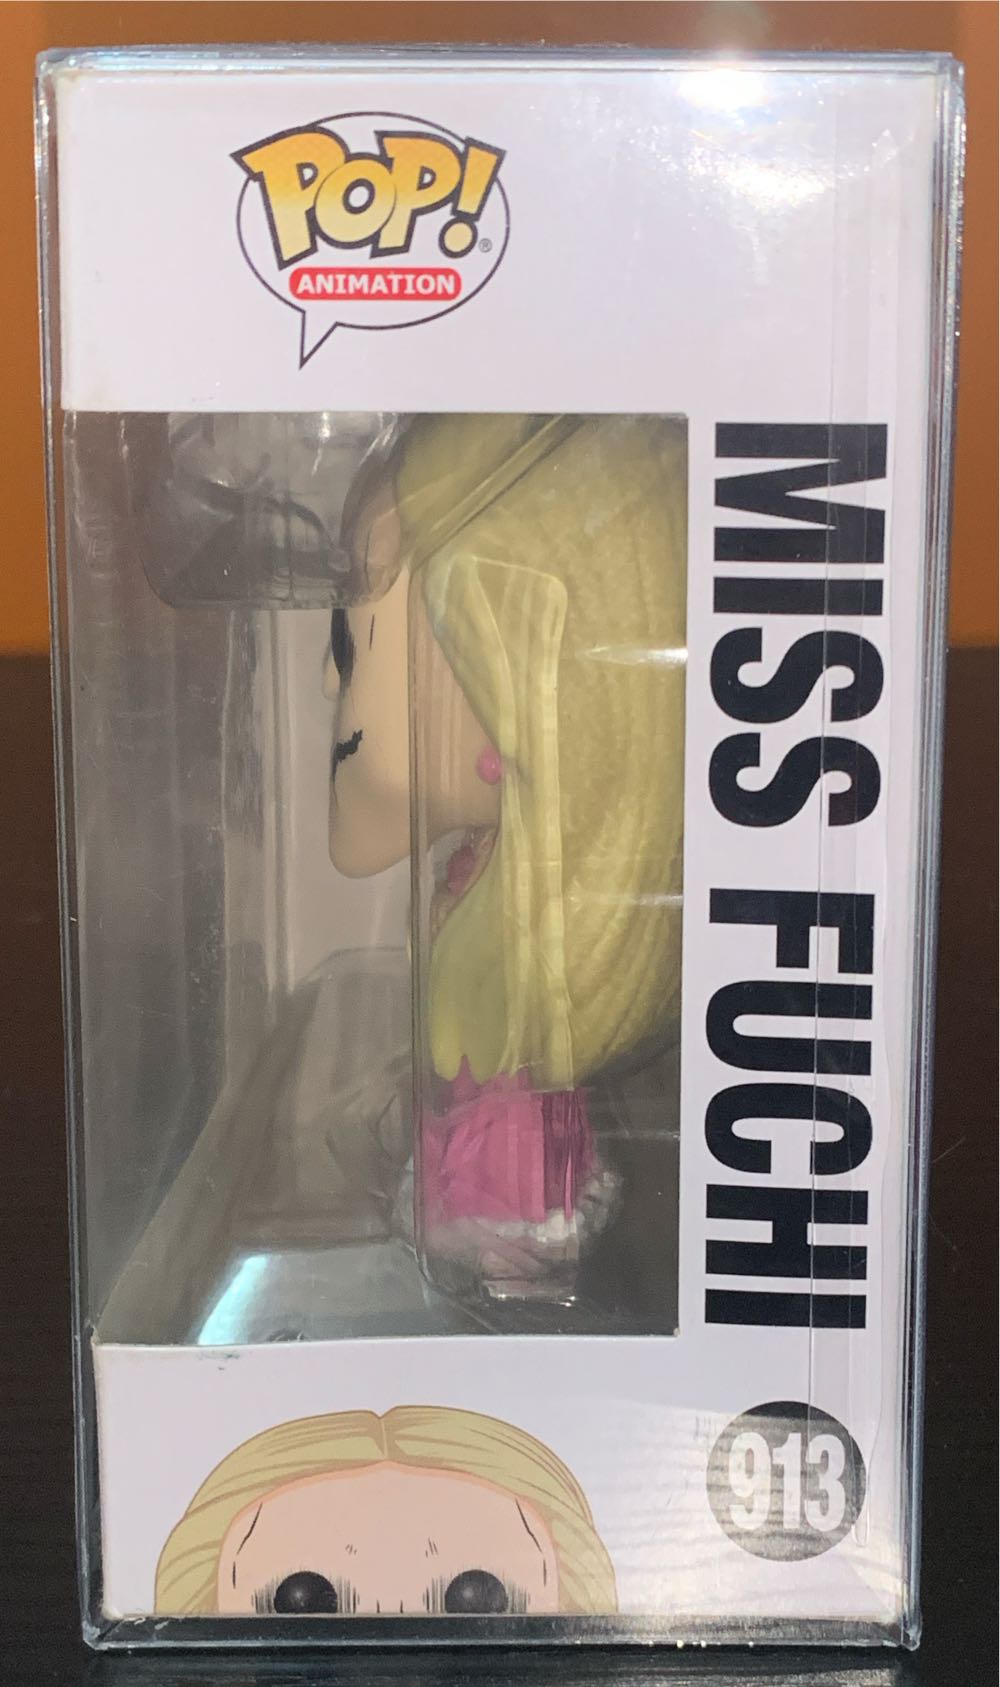 POP!®
ANIMATION
MISS FUCHI
913